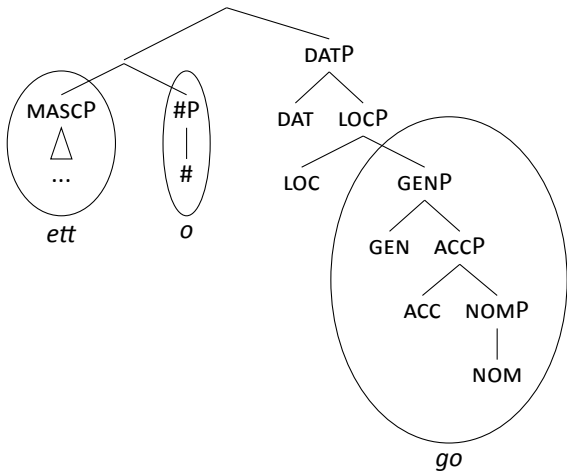 DATP
MASCP #P DAT LOCP
... # LOC GENP
ett o GEN ACCP
ACC NOMP
NOM
go